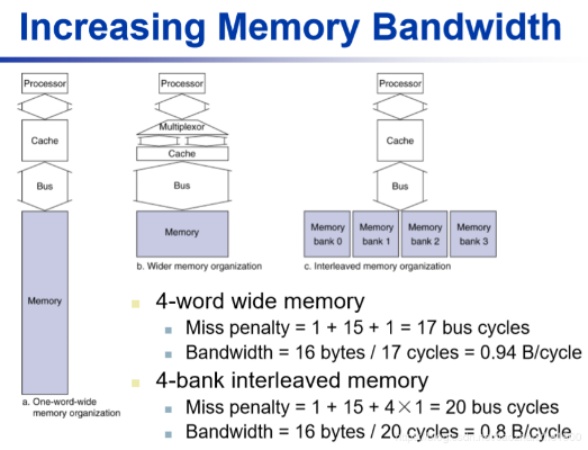 Increasing Memory Bandwidth
Processor
Cache
Bus
Memory
a. One-word-wide
memory organization
Processor
Multiplexor
Cache
Bus
Memory
b. Wider memory organization
Processor
Cache
Bus
Memory
bank 0
Memory
bank 1
Memory
bank 2
Memory
bank 3
c. Interleaved memory organization
4-word wide memory
Miss penalty = 1 + 15 + 1 = 17 bus cycles
Bandwidth = 16 bytes / 17 cycles = 0.94 B/cycle
4-bank interleaved memory
Miss penalty = 1 + 15 + 4×1 = 20 bus cycles
Bandwidth = 16 bytes / 20 cycles = 0.8 B/cycle